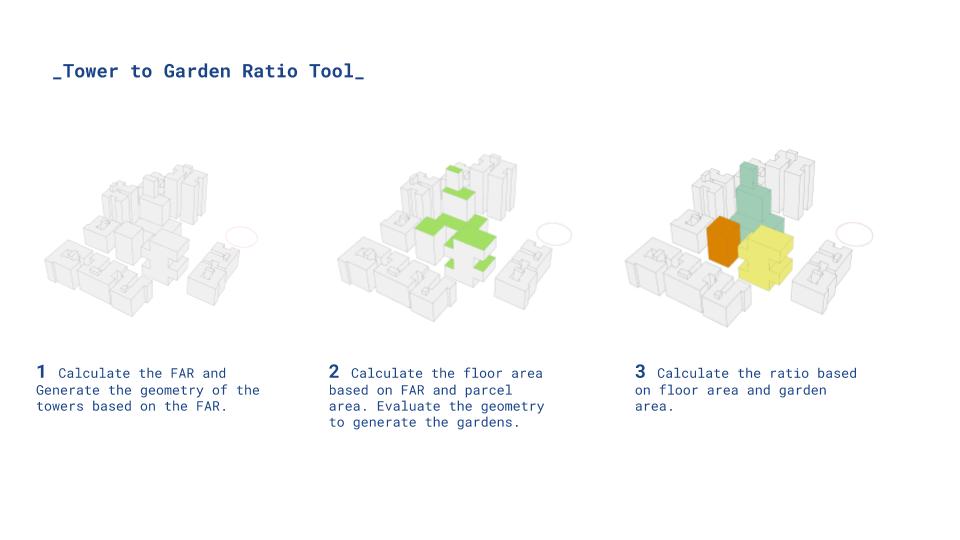 _Tower to Garden Ratio Tool_
1 Calculate the FAR and
Generate the geometry of the
towers based on the FAR.
2 Calculate the floor area
based on FAR and parcel
area. Evaluate the geometry
to generate the gardens.
3 Calculate the ratio based
on floor area and garden
area.